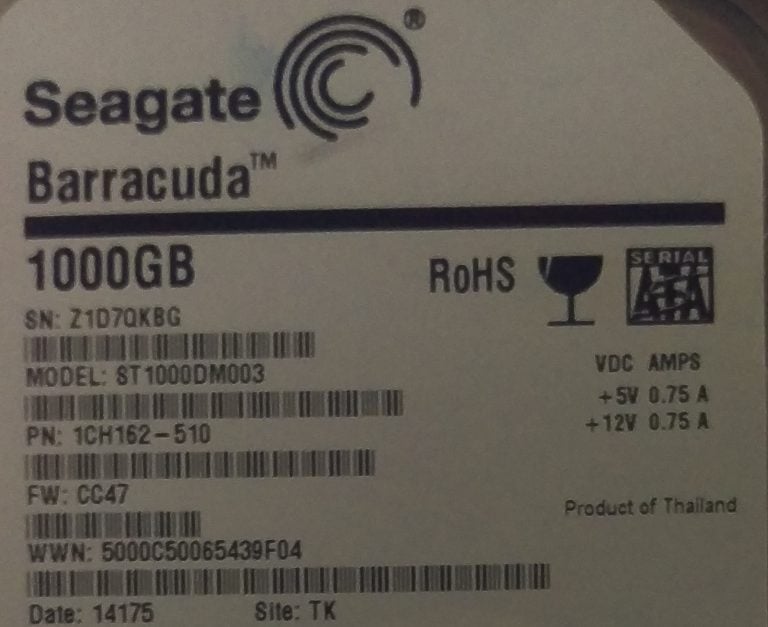 Seagate ®
Barracuda™
1000GB
RoHS
SERIAL
ATA
SN: Z1D7QKBG
MODEL: ST1000DM003
PN: 1CH162-510
FW: CC47
WWN: 5000C50065439F04
Date: 14175 Site: TK
VDC AMPS
+5V 0.75 A
+12V 0.75 A
Product of Thailand